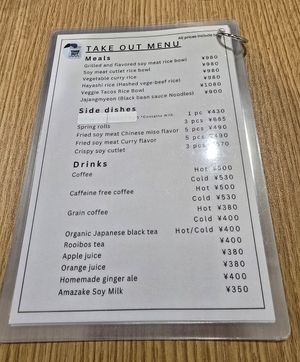 All prices include
TAKE OUT MENU
Meals
Grilled and flavored soy meat rice bowl ¥980
Soy meat cutlet rice bowl ¥980
Vegetable curry rice ¥980
Hayashi rice (Hashed vege-beef rice) ¥1080
Veggie Tacos Rice Bowl ¥980
Jajangmyeon (Black bean sauce Noodles) ¥900
Side dishes
*Contains Milk 1 pc ¥430
Spring rolls 3 pcs ¥665
Fried soy meat Chinese miso flavor 5 pcs ¥490
Fried soy meat Curry flavor 5 pcs ¥490
Crispy soy cutlet 3 pcs ¥570
Drinks
Coffee Hot ¥500
Cold ¥530
Caffeine free coffee Hot ¥500
Cold ¥530
Grain coffee Hot ¥380
Cold ¥400
Organic Japanese black tea Hot/Cold ¥400
Rooibos tea ¥400
Apple juice ¥380
Orange juice ¥380
Homemade ginger ale ¥400
Amazake Soy Milk ¥350